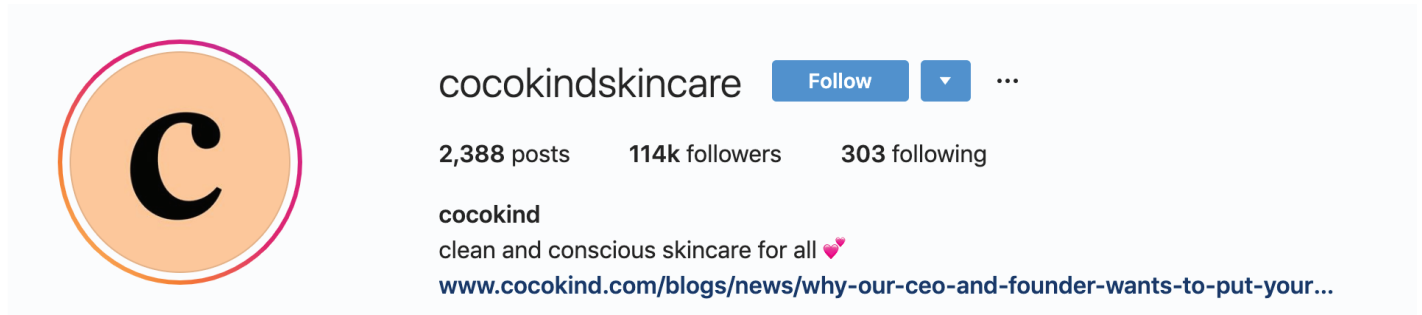 c
cocokindskincare Follow ...
2,388 posts 114k followers 303 following
cocokind
clean and conscious skincare for all 💕
www.cocokind.com/blogs/news/why-our-ceo-and-founder-wants-to-put-your...